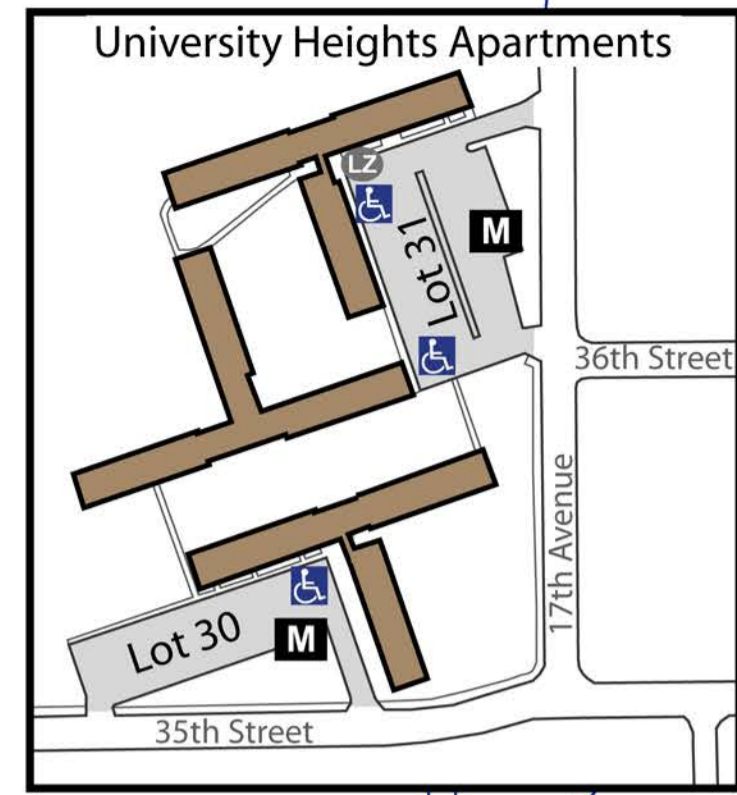 University Heights Apartments
LZ
Lot 31
M
36th Street
17th Avenue
Lot 30
M
35th Street